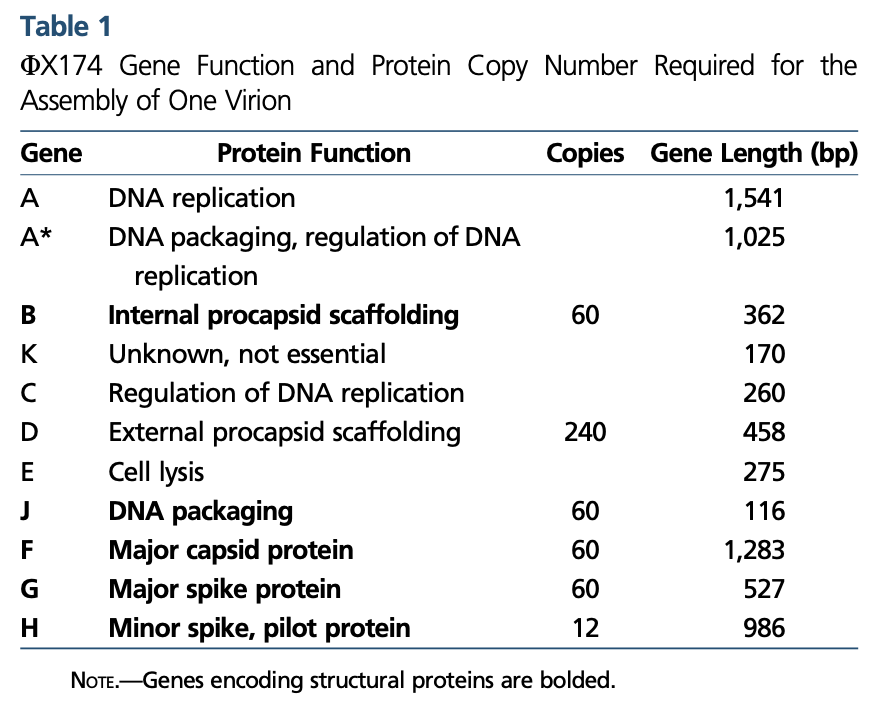 Table 1
ΦX174 Gene Function and Protein Copy Number Required for the
Assembly of One Virion
Gene Protein Function Copies Gene Length (bp)
A DNA replication 1,541
A* DNA packaging, regulation of DNA 1,025
replication
B Internal procapsid scaffolding 60 362
K Unknown, not essential 170
C Regulation of DNA replication 260
D External procapsid scaffolding 240 458
E Cell lysis 275
J DNA packaging 60 116
F Major capsid protein 60 1,283
G Major spike protein 60 527
H Minor spike, pilot protein 12 986
NOTE.—Genes encoding structural proteins are bolded.